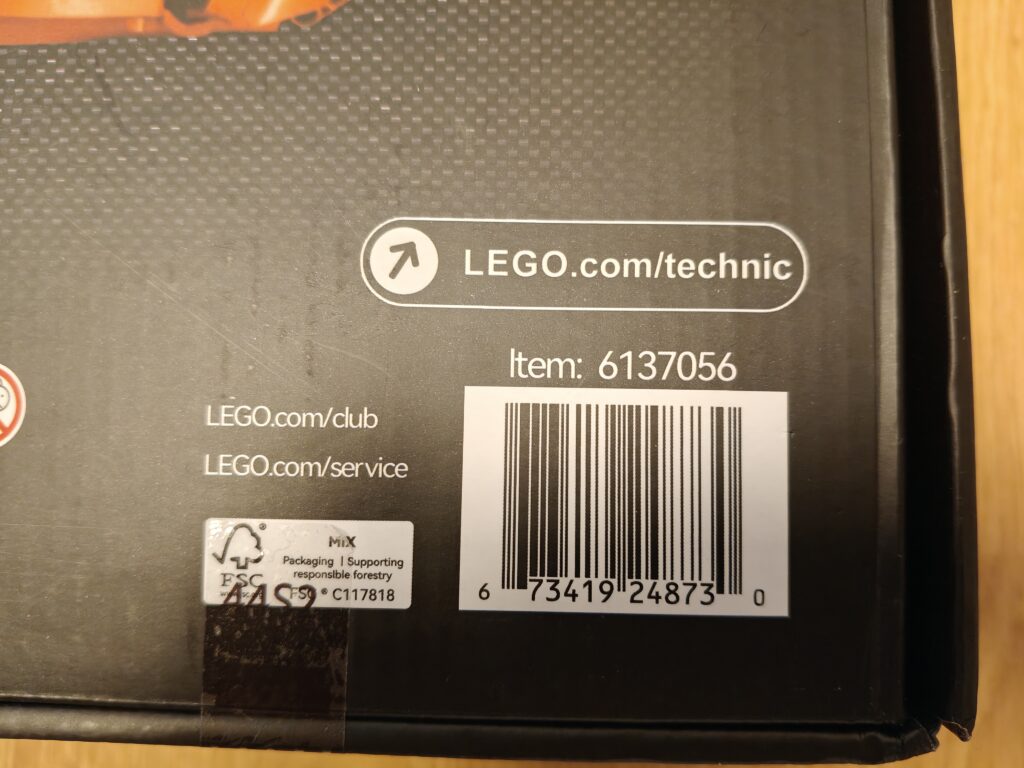 LEGO.com/technic
Item: 6137056
LEGO.com/club
LEGO.com/service
FSC®
MIX
Packaging | Supporting
responsible forestry
FSC® C117818
6 73419 24873 0